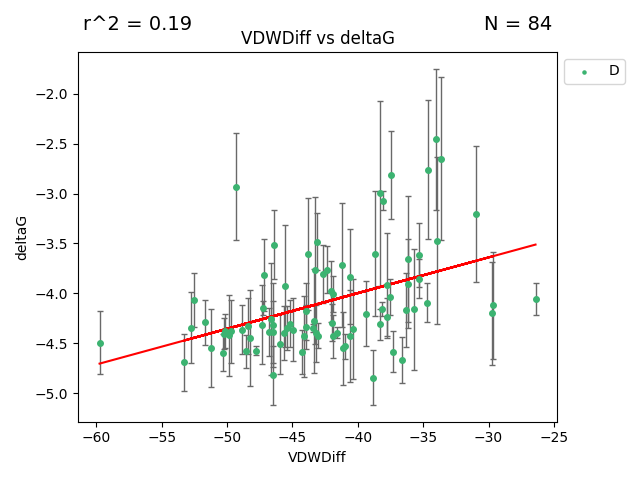 r^2 = 0.19
N = 84
VDWDiff vs deltaG
D
deltaG
−2.0
−2.5
−3.0
−3.5
−4.0
−4.5
−5.0
−60 −55 −50 −45 −40 −35 −30 −25
VDWDiff